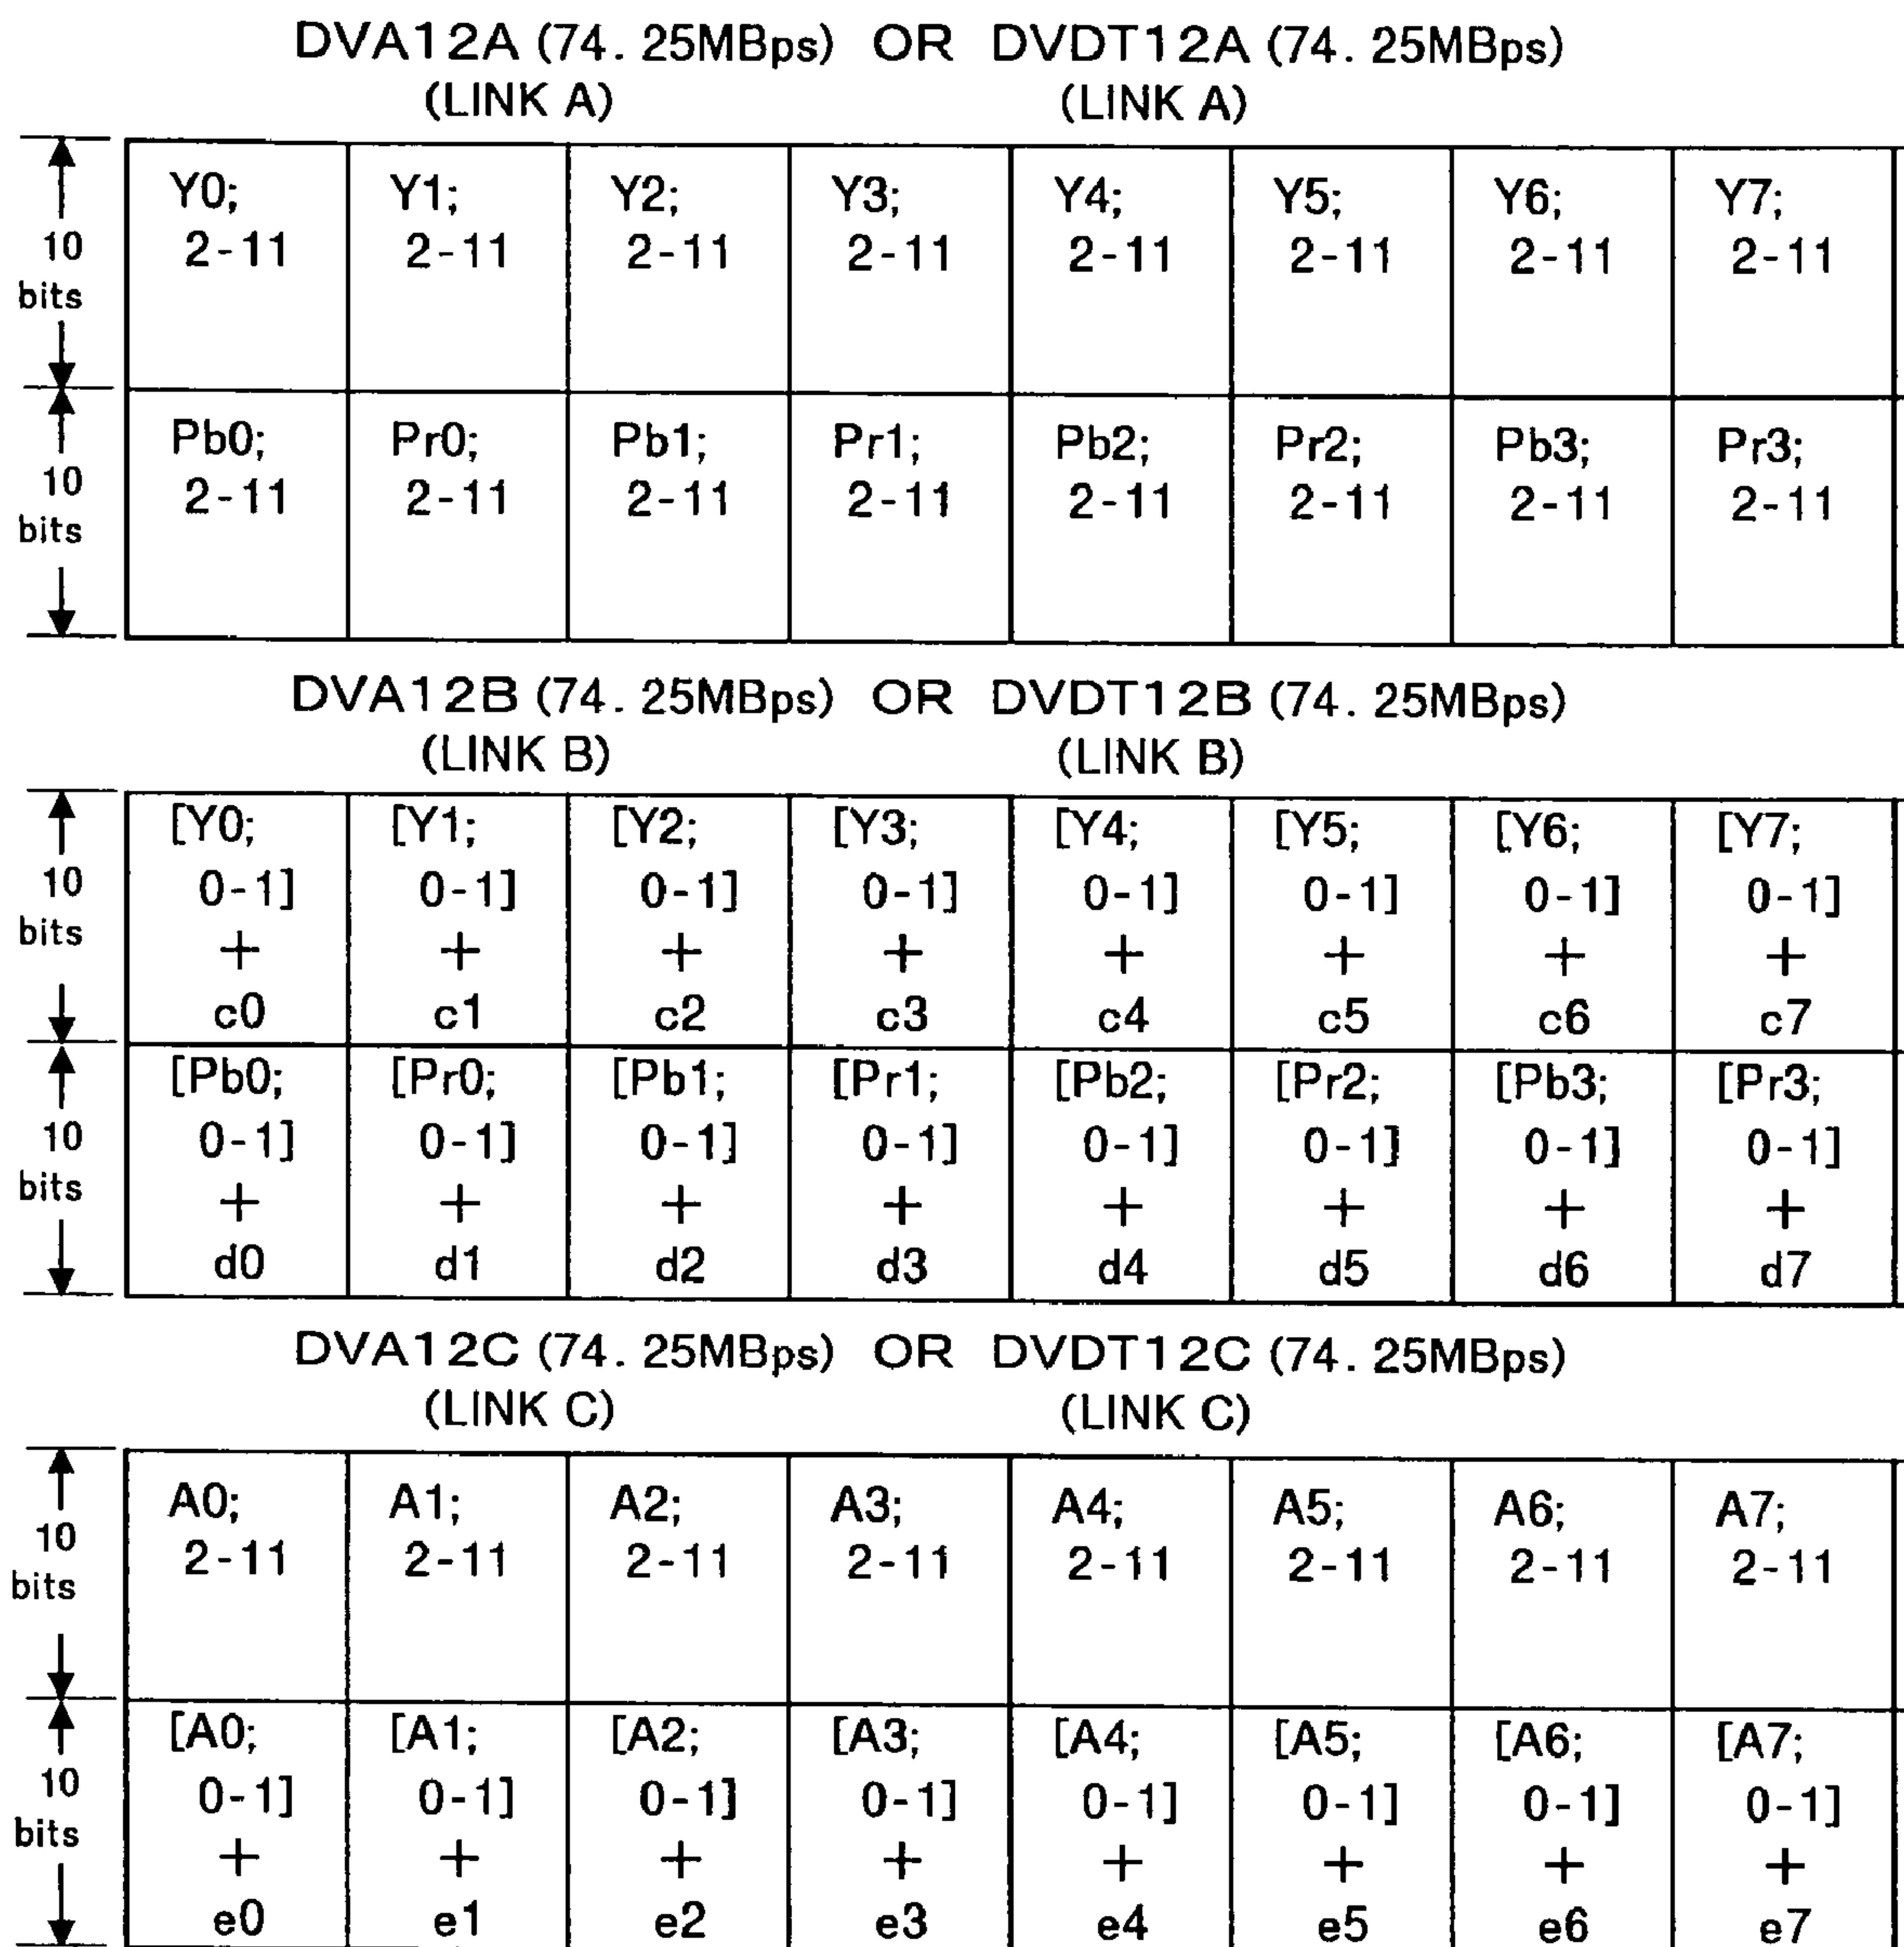 DVA12A (74. 25MBps) OR DVDT12A (74. 25MBps)
(LINK A) (LINK A)
10 bits
Y0; 2-11 Y1; 2-11 Y2; 2-11 Y3; 2-11 Y4; 2-11 Y5; 2-11 Y6; 2-11 Y7; 2-11
10 bits
Pb0; 2-11 Pr0; 2-11 Pb1; 2-11 Pr1; 2-11 Pb2; 2-11 Pr2; 2-11 Pb3; 2-11 Pr3; 2-11
DVA12B (74. 25MBps) OR DVDT12B (74. 25MBps)
(LINK B) (LINK B)
10 bits
[Y0; [Y1; [Y2; [Y3; [Y4; [Y5; [Y6; [Y7;
0-1] 0-1] 0-1] 0-1] 0-1] 0-1] 0-1] 0-1]
+ + + + + + + +
c0 c1 c2 c3 c4 c5 c6 c7
10 bits
[Pb0; [Pr0; [Pb1; [Pr1; [Pb2; [Pr2; [Pb3; [Pr3;
0-1] 0-1] 0-1] 0-1] 0-1] 0-1] 0-1] 0-1]
+ + + + + + + +
d0 d1 d2 d3 d4 d5 d6 d7
DVA12C (74. 25MBps) OR DVDT12C (74. 25MBps)
(LINK C) (LINK C)
10 bits
A0; 2-11 A1; 2-11 A2; 2-11 A3; 2-11 A4; 2-11 A5; 2-11 A6; 2-11 A7; 2-11
10 bits
[A0; [A1; [A2; [A3; [A4; [A5; [A6; [A7;
0-1] 0-1] 0-1] 0-1] 0-1] 0-1] 0-1] 0-1]
+ + + + + + + +
e0 e1 e2 e3 e4 e5 e6 e7